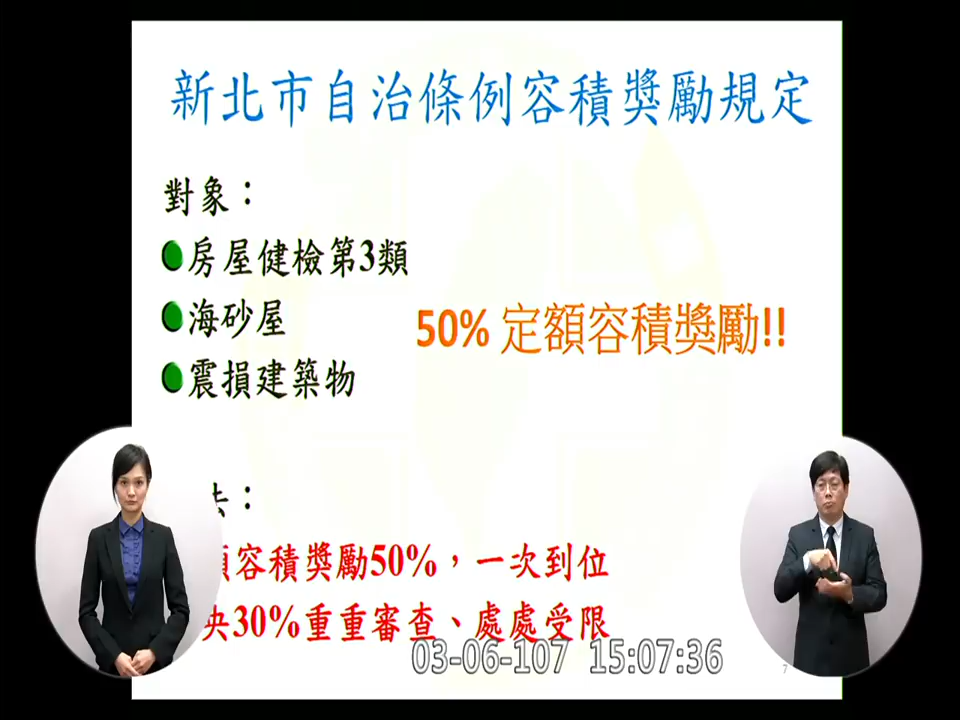 新北市自治條例容積獎勵規定
對象：
房屋健檢第3類
海砂屋
震損建築物
50% 定額容積獎勵!!
：
容積獎勵50%，一次到位
30%重重審查、處處受限
03-06-107 15:07:36
7